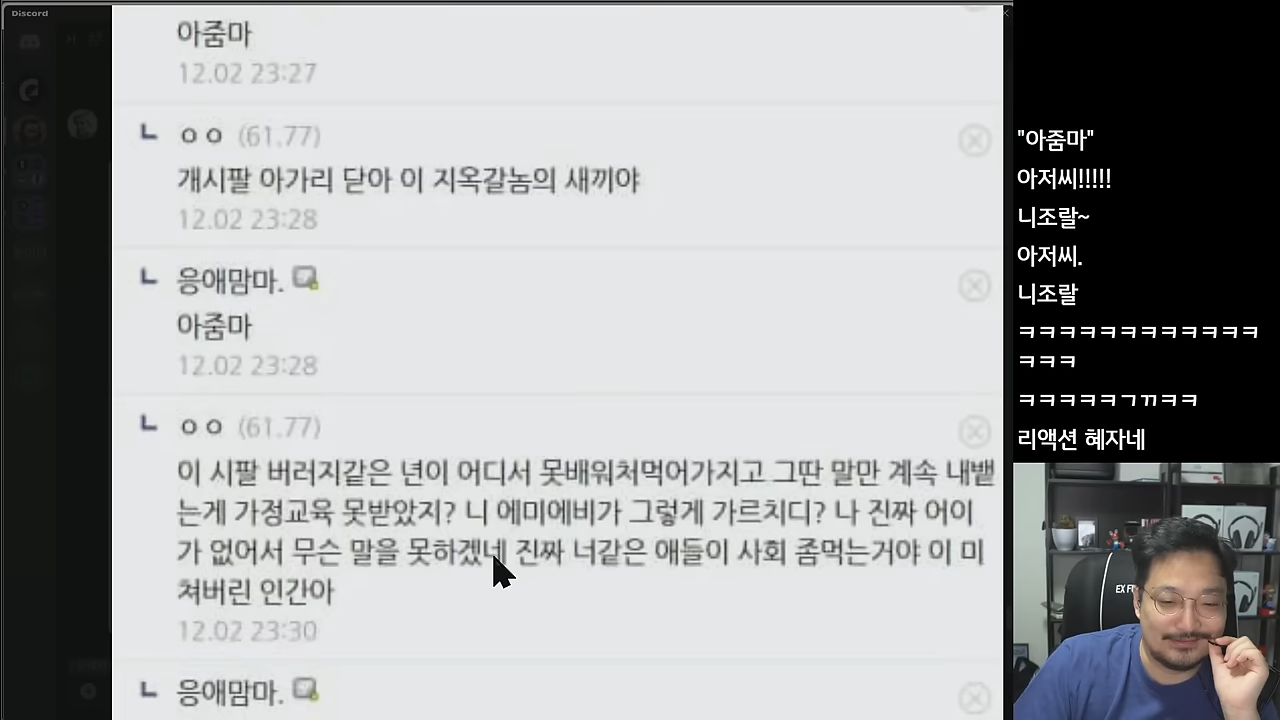 Discord
아줌마
12.02 23:27
ㅇㅇ (61.77)
개시팔 아가리 닫아 이 지옥갈놈의 새끼야
12.02 23:28
응애맘마.
아줌마
12.02 23:28
ㅇㅇ (61.77)
이 시팔 버러지같은 년이 어디서 못배워처먹어가지고 그딴 말만 계속 내뱉
는게 가정교육 못받았지? 니 에미에비가 그렇게 가르치디? 나 진짜 어이
가 없어서 무슨 말을 못하겠네 진짜 너같은 애들이 사회 좀먹는거야 이 미
쳐버린 인간아
12.02 23:30
응애맘마.
"아줌마"
아저씨!!!!!
니조랄~
아저씨.
니조랄
ㅋㅋㅋㅋㅋㅋㅋㅋㅋㅋㅋㅋ
ㅋㅋㅋ
ㅋㅋㅋㅋㅋㄱㄲㅋㅋ
리액션 혜자네